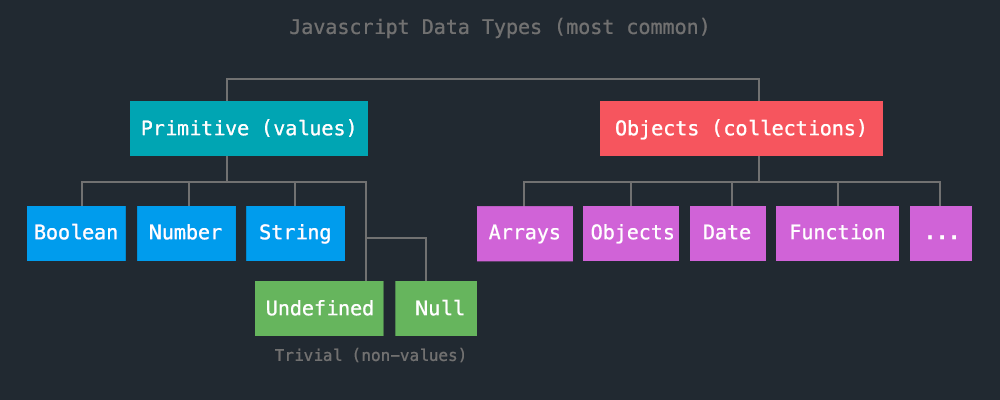 Javascript Data Types (most common)
Primitive (values)
Objects (collections)
Boolean
Number
String
Arrays
Objects
Date
Function
...
Undefined
Null
Trivial (non-values)